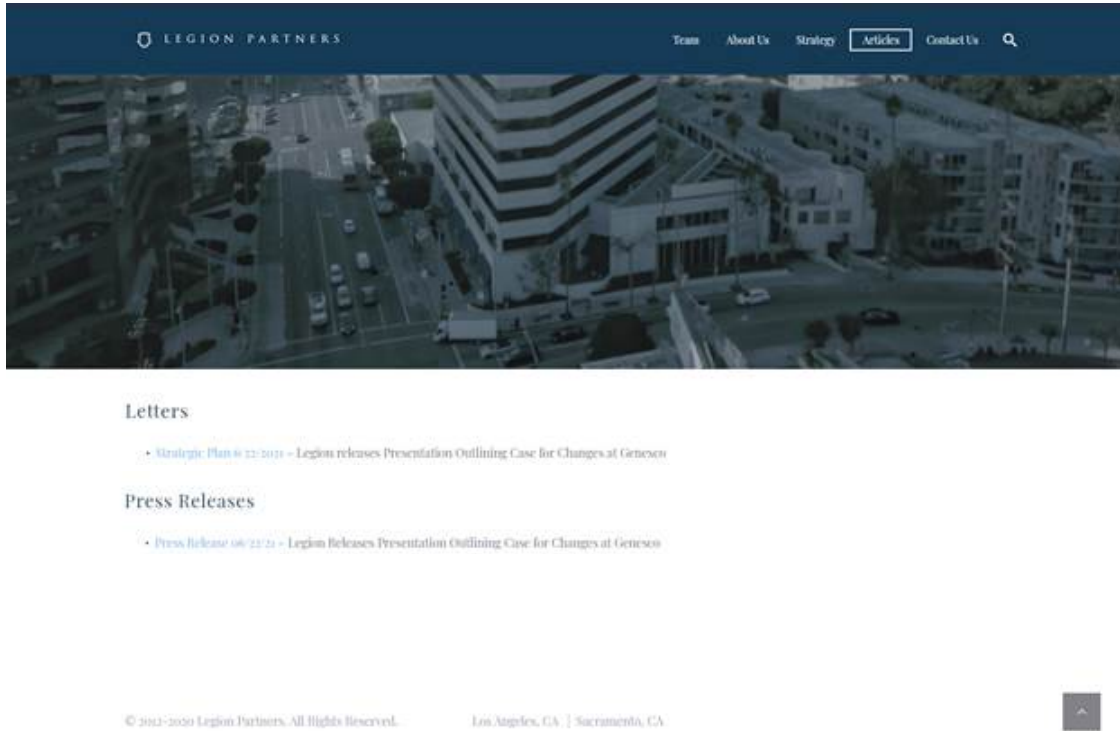 LEGION PARTNERS
Team About Us Strategy Articles Contact Us
Letters
• Strategic Plan 6/22/2021 – Legion releases Presentation Outlining Case for Changes at Genesco
Press Releases
• Press Release 06/22/21 – Legion Releases Presentation Outlining Case for Changes at Genesco
© 2012-2020 Legion Partners. All Rights Reserved. Los Angeles, CA | Sacramento, CA